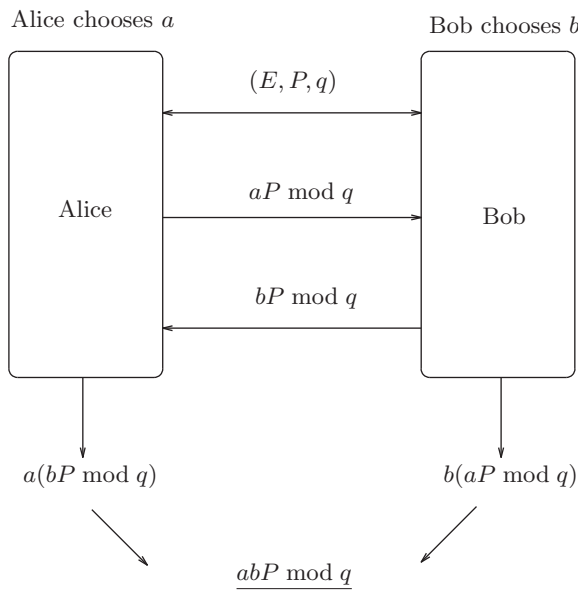 Alice chooses a
Bob chooses b
(E, P, q)
aP mod q
Alice
Bob
bP mod q
a(bP mod q)
b(aP mod q)
abP mod q